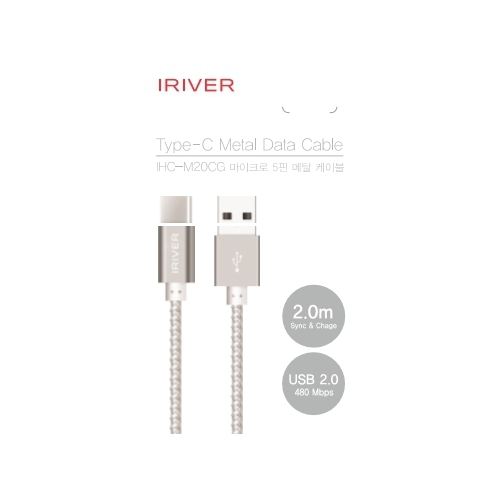 IRIVER
Type-C Metal Data Cable
IHC-M20CG 마이크로 5핀 메탈 케이블
IRIVER
2.0m
Sync & Chage
USB 2.0
480 Mbps